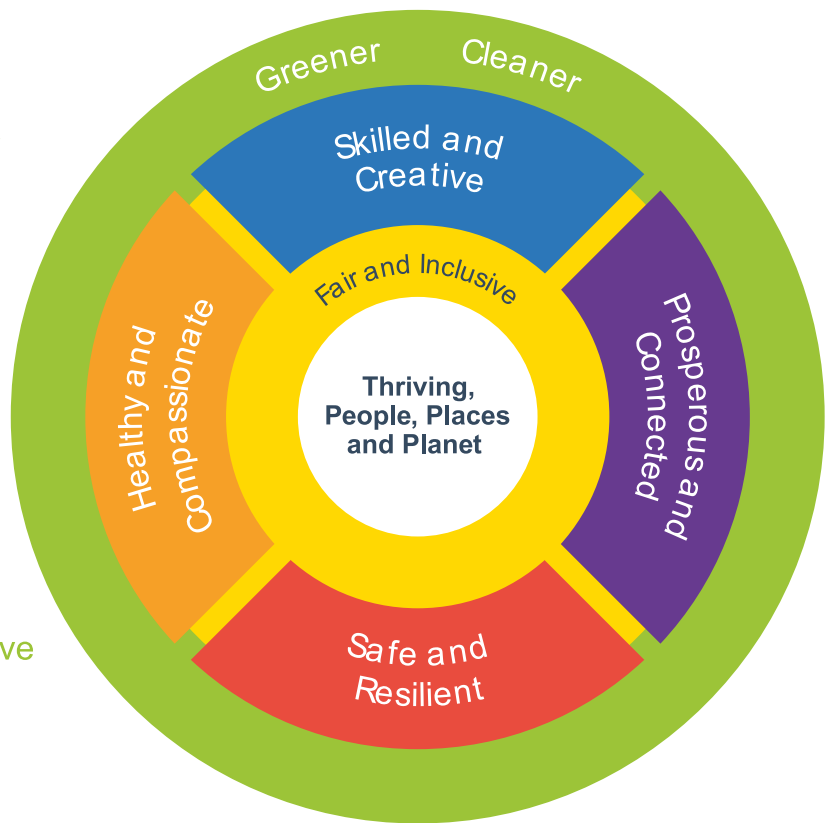 Greener Cleaner
Skilled and
Creative
Fair and Inclusive
Healthy and
Compassionate
Thriving,
People, Places
and Planet
Prosperous and
Connected
Safe and
Resilient
ve